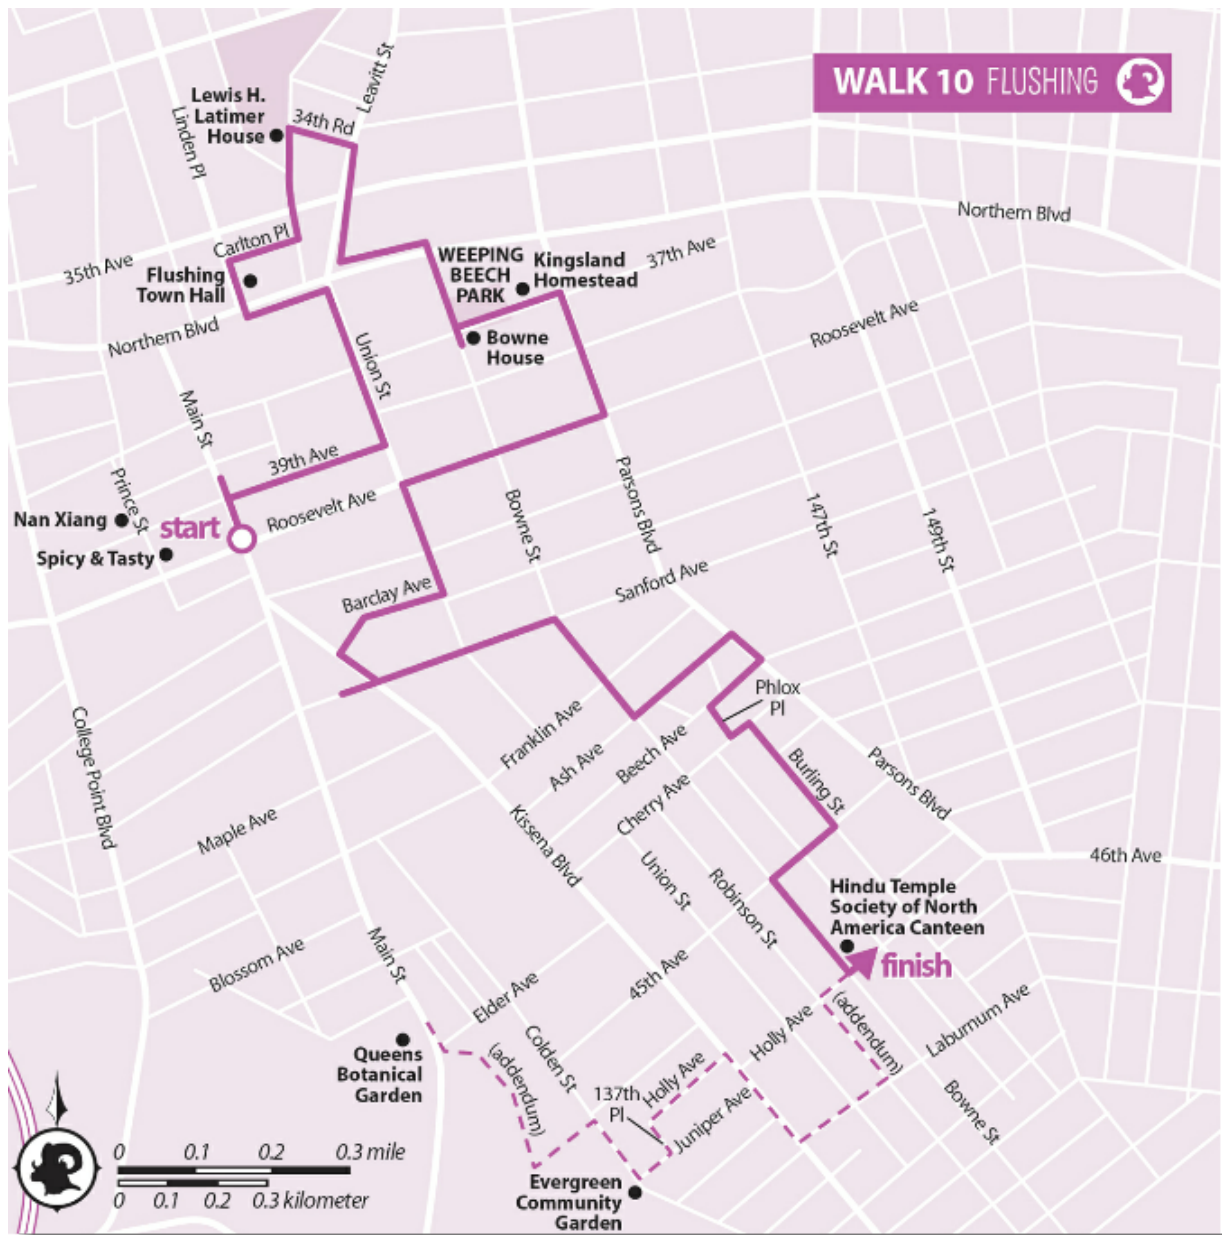 WALK 10 FLUSHING
Leavitt St
Lewis H.
Latimer
House
34th Rd
Linden Pl
Northern Blvd
Carlton Pl
35th Ave
37th Ave
WEEPING
BEECH
PARK
Kingsland
Homestead
Flushing
Town Hall
Northern Blvd
Roosevelt Ave
Union St
Bowne
House
Main St
39th Ave
Prince St
Roosevelt Ave
Parsons Blvd
Bowne St
147th St
149th St
Nan Xiang
start
Spicy & Tasty
Barclay Ave
Sanford Ave
Phlox
Pl
College Point Blvd
Franklin Ave
Ash Ave
Beech Ave
Burling St
Parsons Blvd
Cherry Ave
Maple Ave
Kissena Blvd
46th Ave
Union St
Robinson St
Hindu Temple
Society of North
America Canteen
finish
Blossom Ave
Main St
45th Ave
Elder Ave
(addendum)
Laburnum Ave
Holly Ave
Queens
Botanical
Garden
(addendum)
Colden St
Holly Ave
137th
Pl
Juniper Ave
Bowne St
Evergreen
Community
Garden
0 0.1 0.2 0.3 mile
0 0.1 0.2 0.3 kilometer